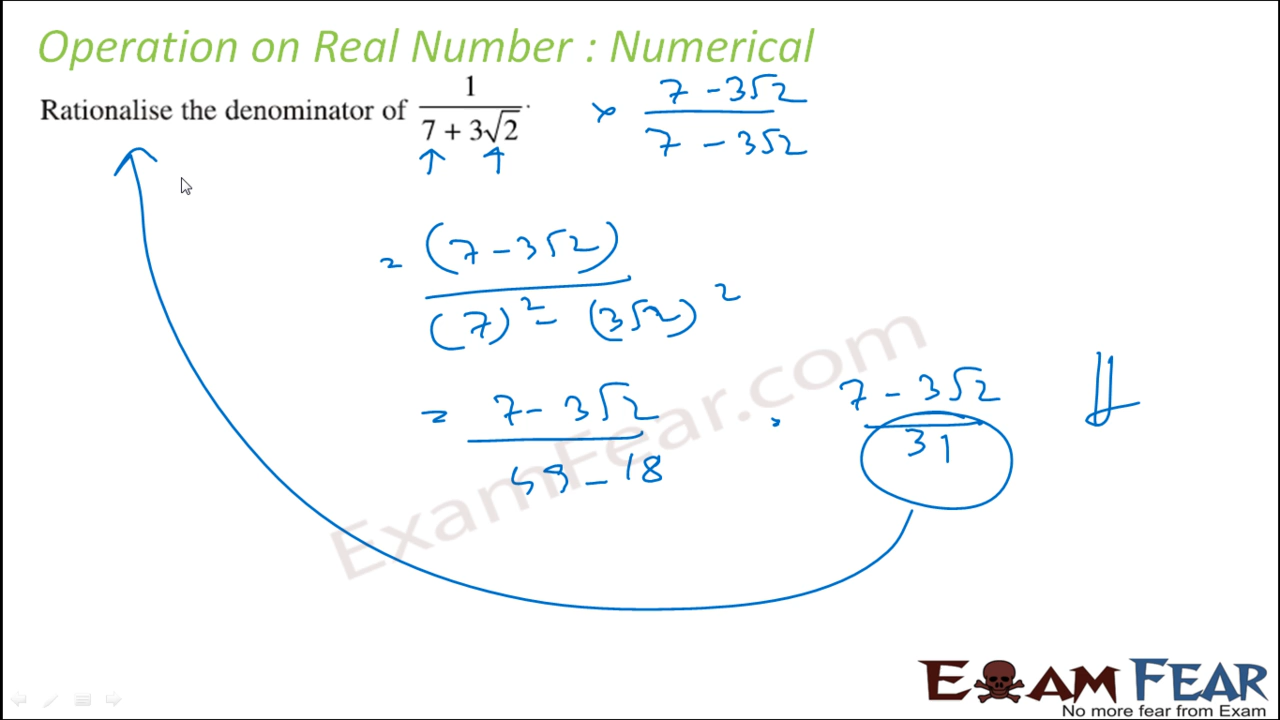 Operation on Real Number : Numerical
Rationalise the denominator of 1 / 7 + 3√2 . × 7 - 3√2 / 7 - 3√2
= (7 - 3√2) / (7)² - (3√2)²
= 7 - 3√2 / 49 - 18 = 7 - 3√2 / 31
ExamFear.com
EXAM FEAR
No more fear from Exam